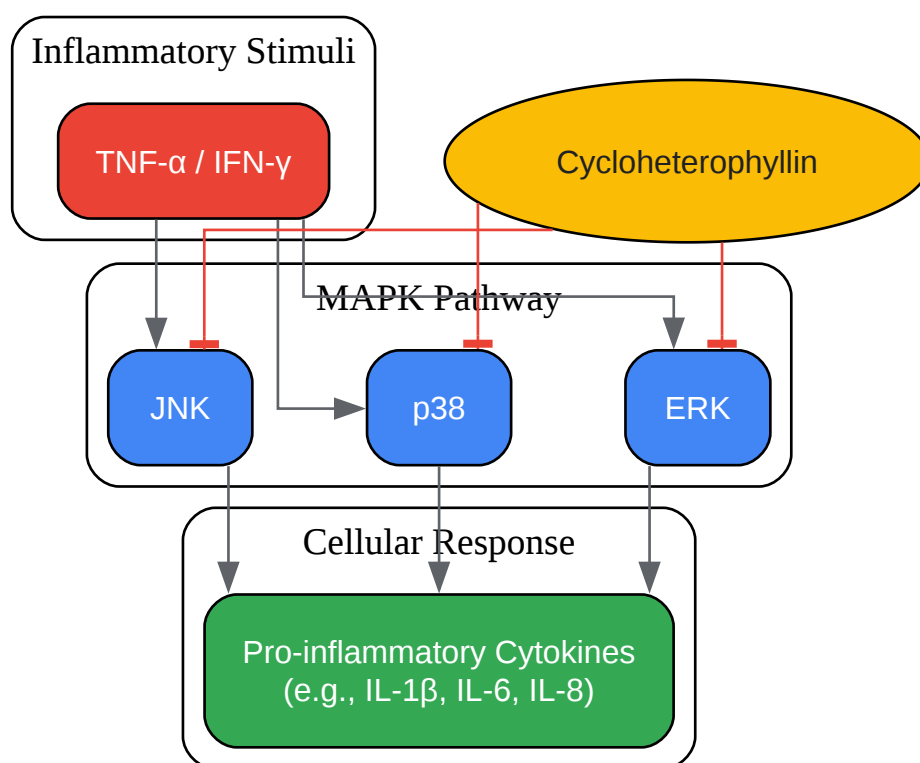 Inflammatory Stimuli
TNF-α / IFN-γ
Cycloheterophyllin
MAPK Pathway
JNK
p38
ERK
Cellular Response
Pro-inflammatory Cytokines
(e.g., IL-1β, IL-6, IL-8)